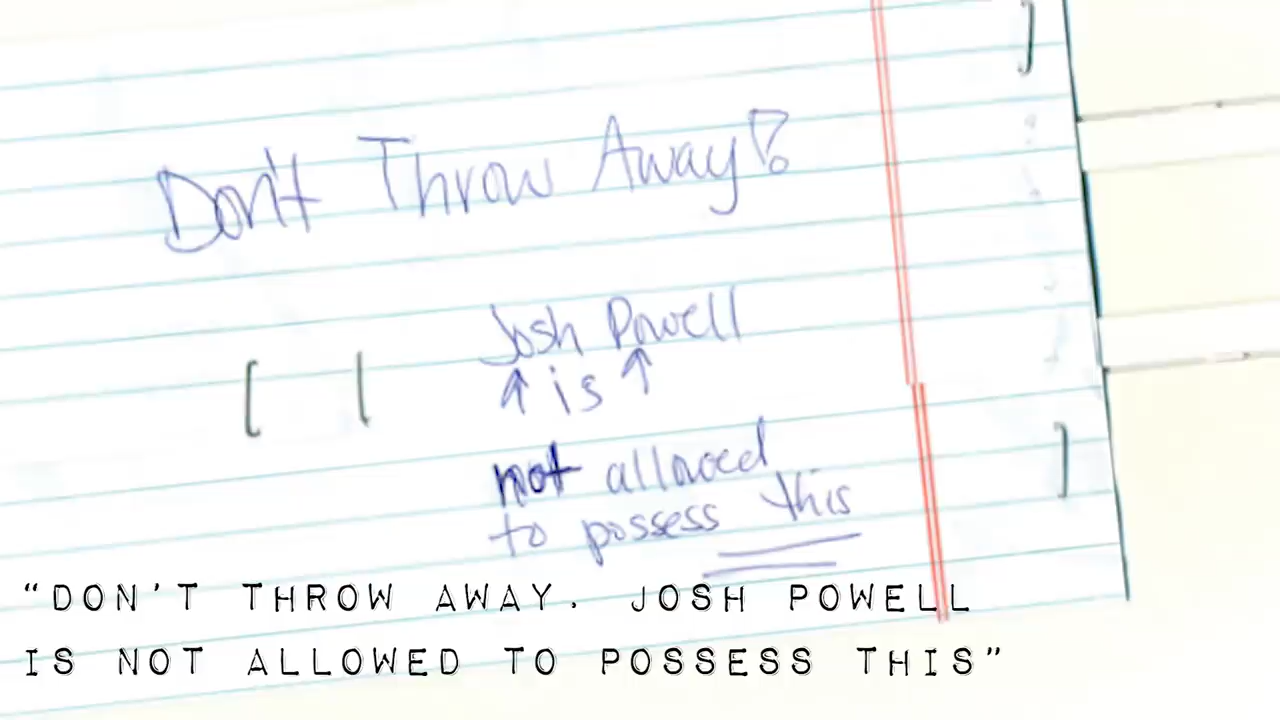 Don't Throw Away!
Josh Powell
↑ is ↑
not allowed
to possess this
"DON'T THROW AWAY. JOSH POWELL
IS NOT ALLOWED TO POSSESS THIS"